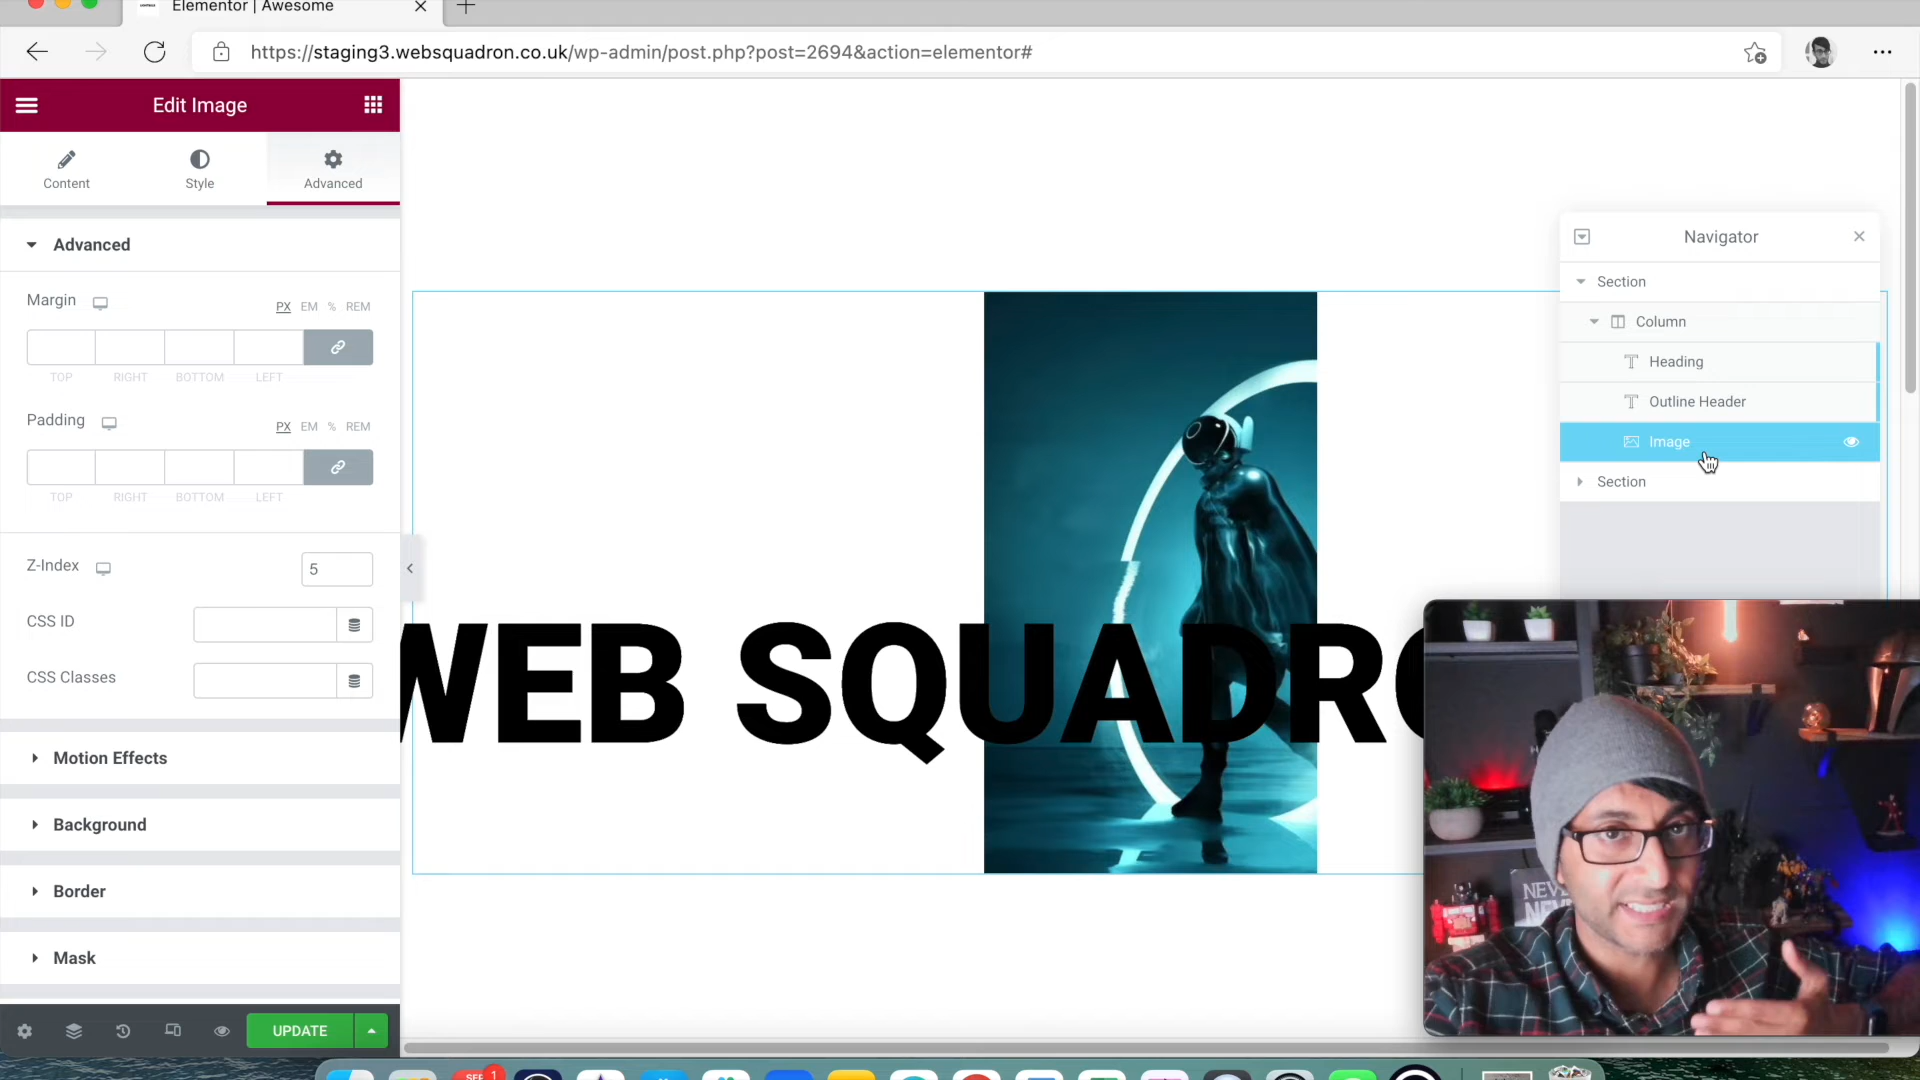 Elementor | Awesome
https://staging3.websquadron.co.uk/wp-admin/post.php?post=2694&action=elementor#
Edit Image
Content
Style
Advanced
Advanced
Margin
PX EM % REM
TOP RIGHT BOTTOM LEFT
Padding
PX EM % REM
TOP RIGHT BOTTOM LEFT
Z-Index
5
CSS ID
CSS Classes
Motion Effects
Background
Border
Mask
UPDATE
WEB SQUADRO
Navigator
Section
Column
Heading
Outline Header
Image
Section
SEP 1